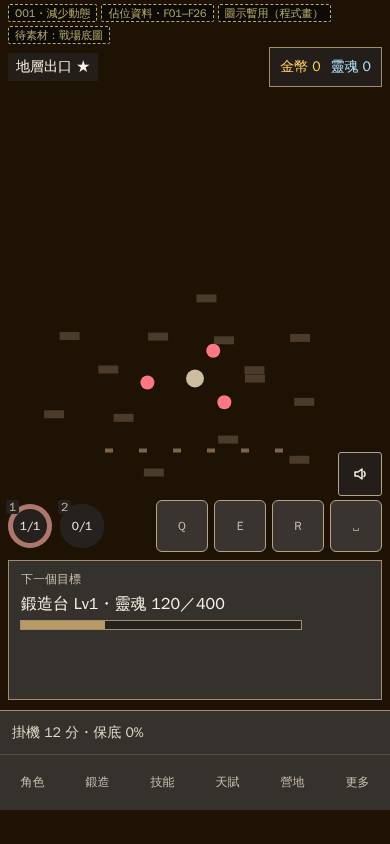 001・減少動態 佔位資料・F01–F26 圖示暫用（程式畫）
待素材：戰場底圖
地層出口 ★ 金幣 0 靈魂 0
1 1/1 2 0/1 Q E R ⎵
下一個目標
鍛造台 Lv1・靈魂 120／400
掛機 12 分・保底 0%
角色 鍛造 技能 天賦 營地 更多